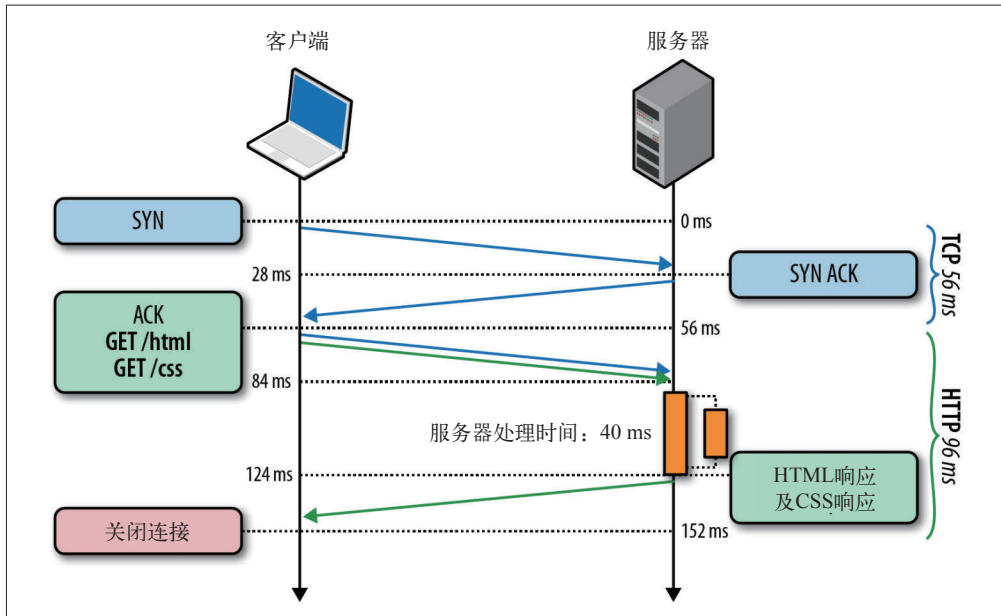 客户端
服务器
SYN
0 ms
28 ms
SYN ACK
TCP 56 ms
ACK
GET /html
GET /css
56 ms
84 ms
服务器处理时间：40 ms
HTTP 96 ms
124 ms
HTML响应
及CSS响应
关闭连接
152 ms